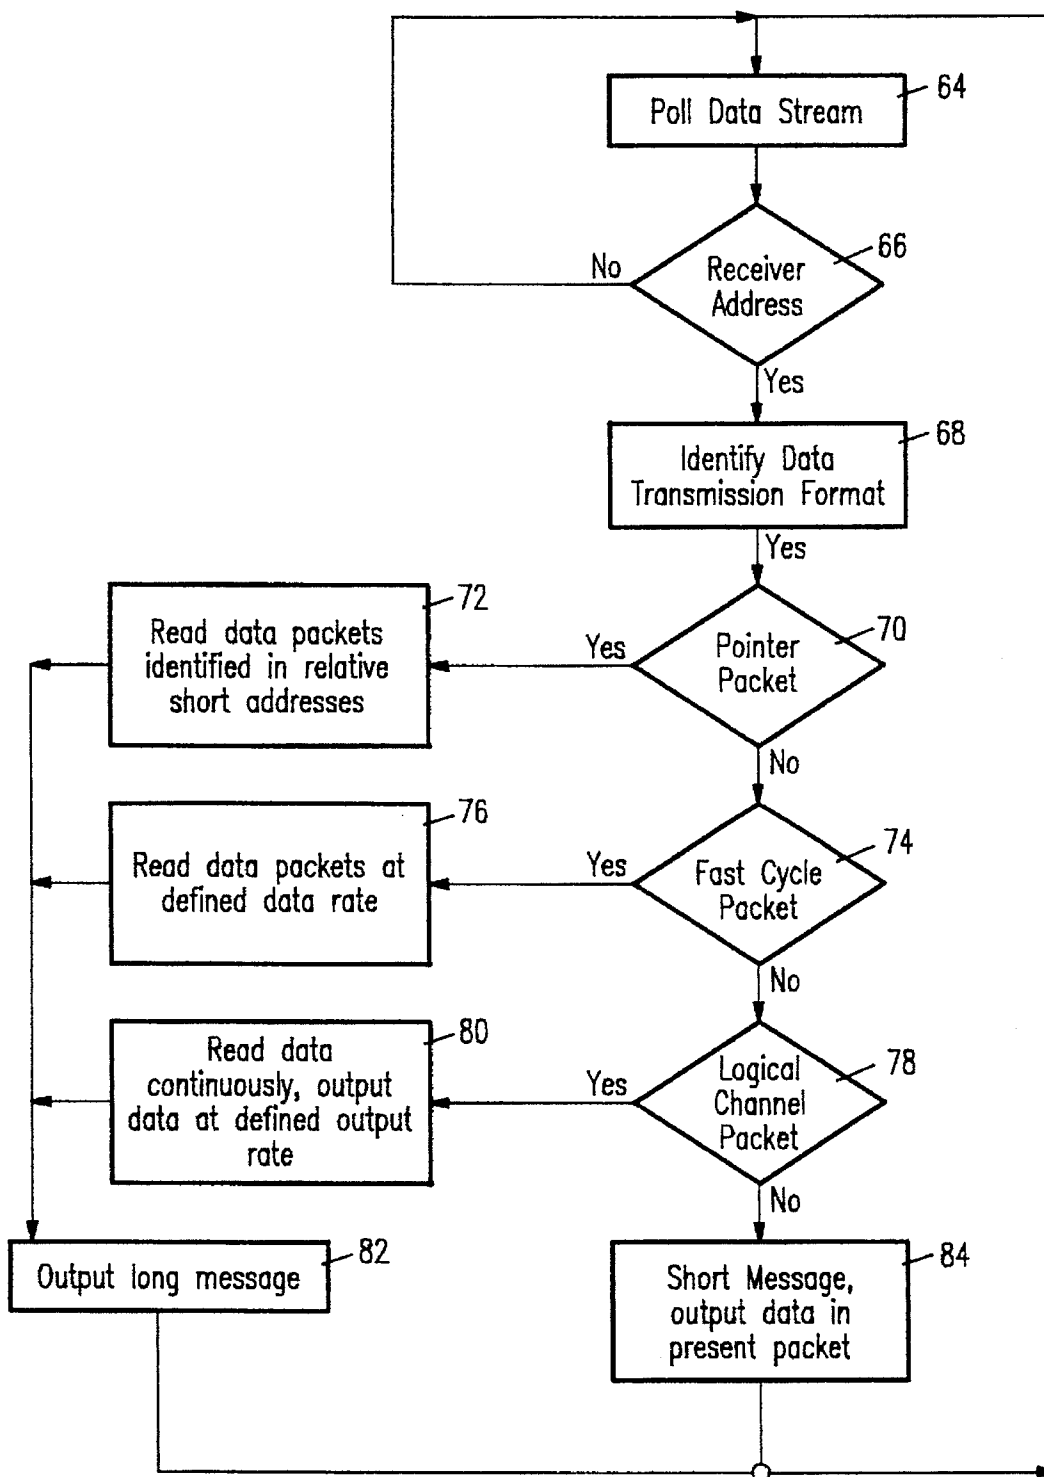 64
Poll Data Stream
66
No
Receiver
Address
Yes
68
Identify Data
Transmission Format
Yes
72
Read data packets
identified in relative
short addresses
Yes
70
Pointer
Packet
No
76
Read data packets at
defined data rate
Yes
74
Fast Cycle
Packet
No
80
Read data
continuously, output
data at defined output
rate
Yes
78
Logical
Channel
Packet
No
82
Output long message
84
Short Message,
output data in
present packet